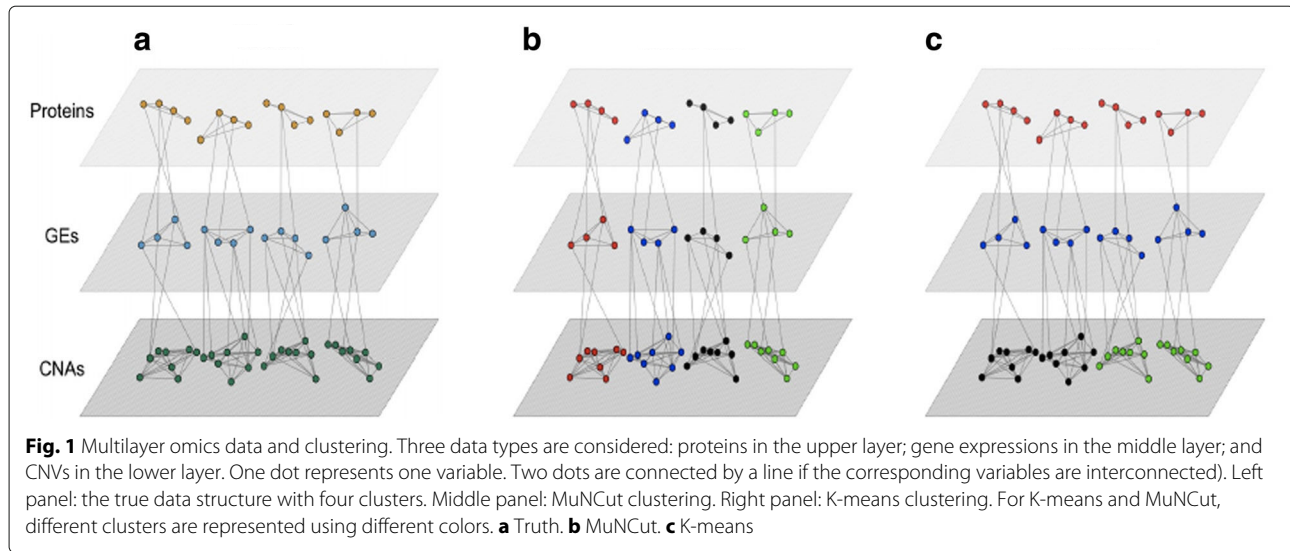 a
b
c
Proteins
GEs
CNAs
Fig. 1 Multilayer omics data and clustering. Three data types are considered: proteins in the upper layer; gene expressions in the middle layer; and
CNVs in the lower layer. One dot represents one variable. Two dots are connected by a line if the corresponding variables are interconnected). Left
panel: the true data structure with four clusters. Middle panel: MuNCut clustering. Right panel: K-means clustering. For K-means and MuNCut,
different clusters are represented using different colors. a Truth. b MuNCut. c K-means